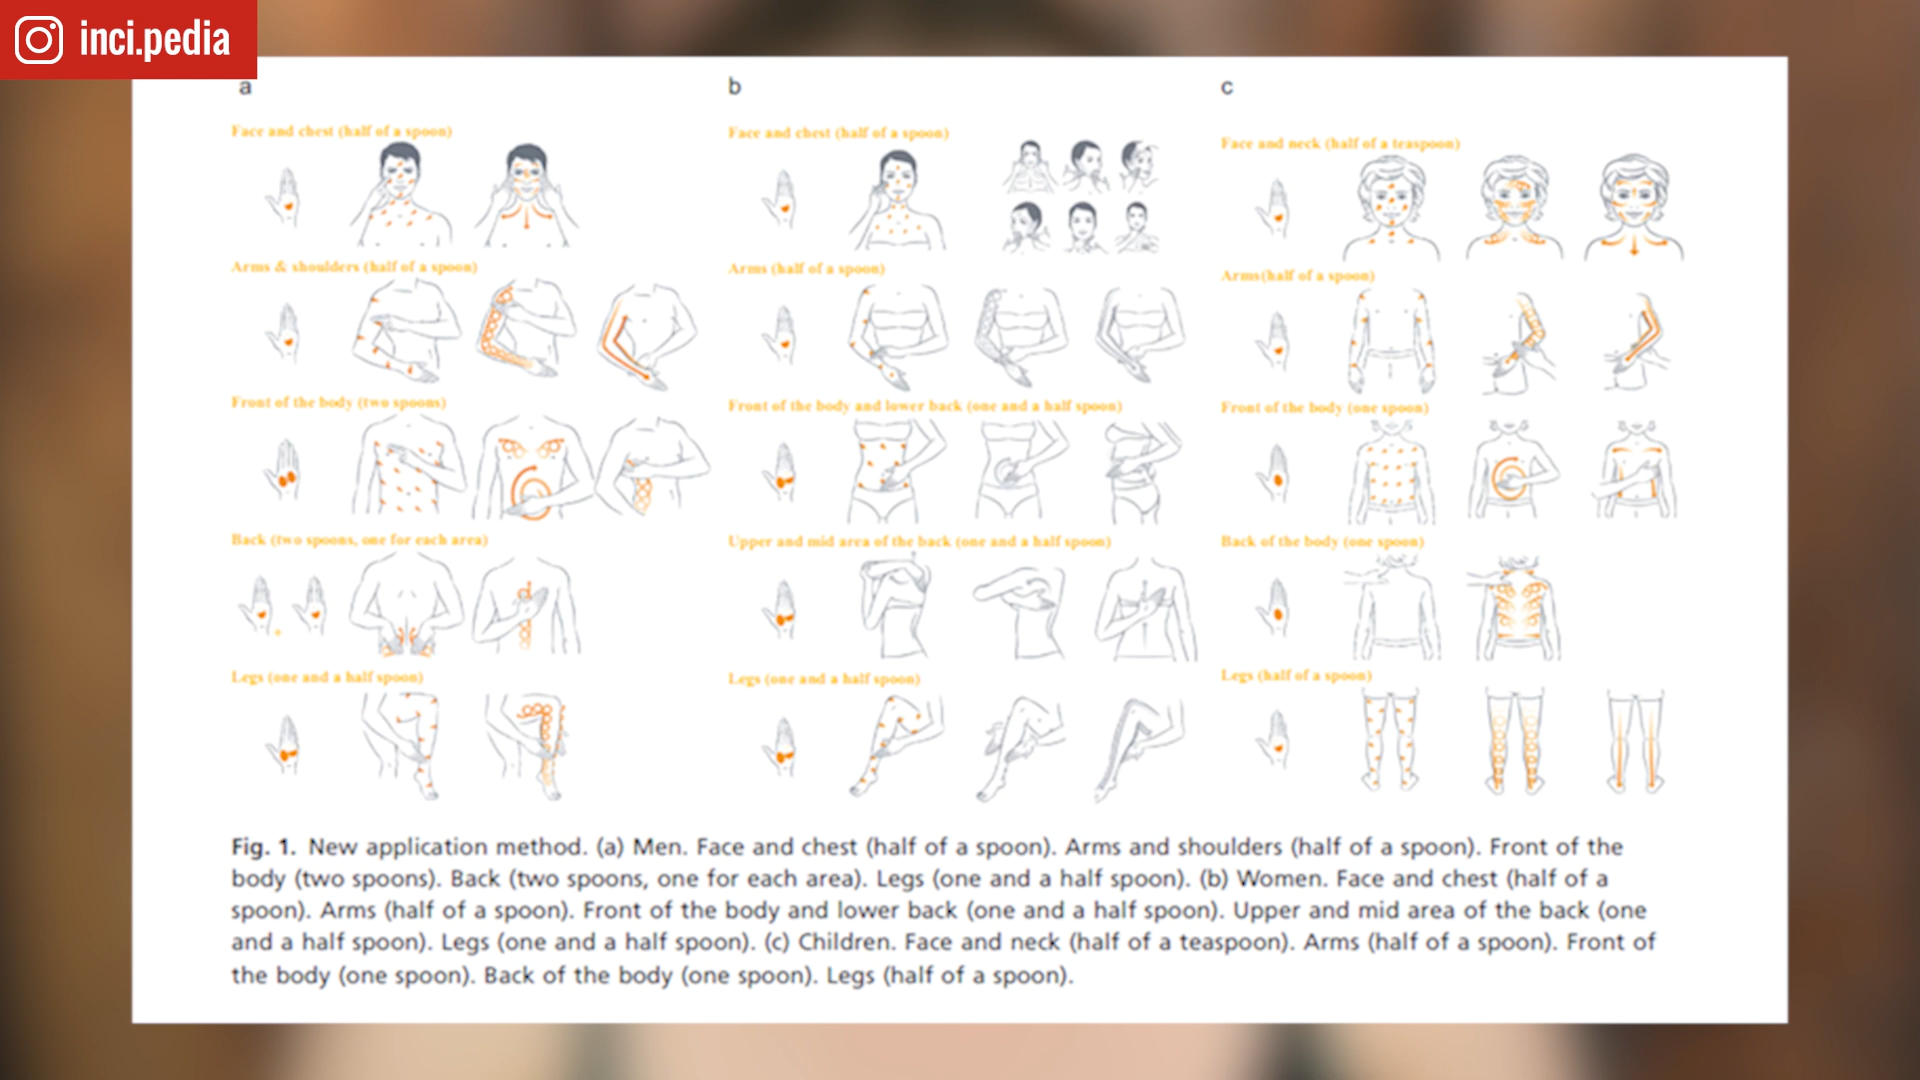 inci.pedia
a
Face and chest (half of a spoon)
Arms & shoulders (half of a spoon)
Front of the body (two spoons)
Back (two spoons, one for each area)
Legs (one and a half spoon)
b
Face and chest (half of a spoon)
Arms (half of a spoon)
Front of the body and lower back (one and a half spoon)
Upper and mid area of the back (one and a half spoon)
Legs (one and a half spoon)
c
Face and neck (half of a teaspoon)
Arms(half of a spoon)
Front of the body (one spoon)
Back of the body (one spoon)
Legs (half of a spoon)
Fig. 1. New application method. (a) Men. Face and chest (half of a spoon). Arms and shoulders (half of a spoon). Front of the
body (two spoons). Back (two spoons, one for each area). Legs (one and a half spoon). (b) Women. Face and chest (half of a
spoon). Arms (half of a spoon). Front of the body and lower back (one and a half spoon). Upper and mid area of the back (one
and a half spoon). Legs (one and a half spoon). (c) Children. Face and neck (half of a teaspoon). Arms (half of a spoon). Front of
the body (one spoon). Back of the body (one spoon). Legs (half of a spoon).